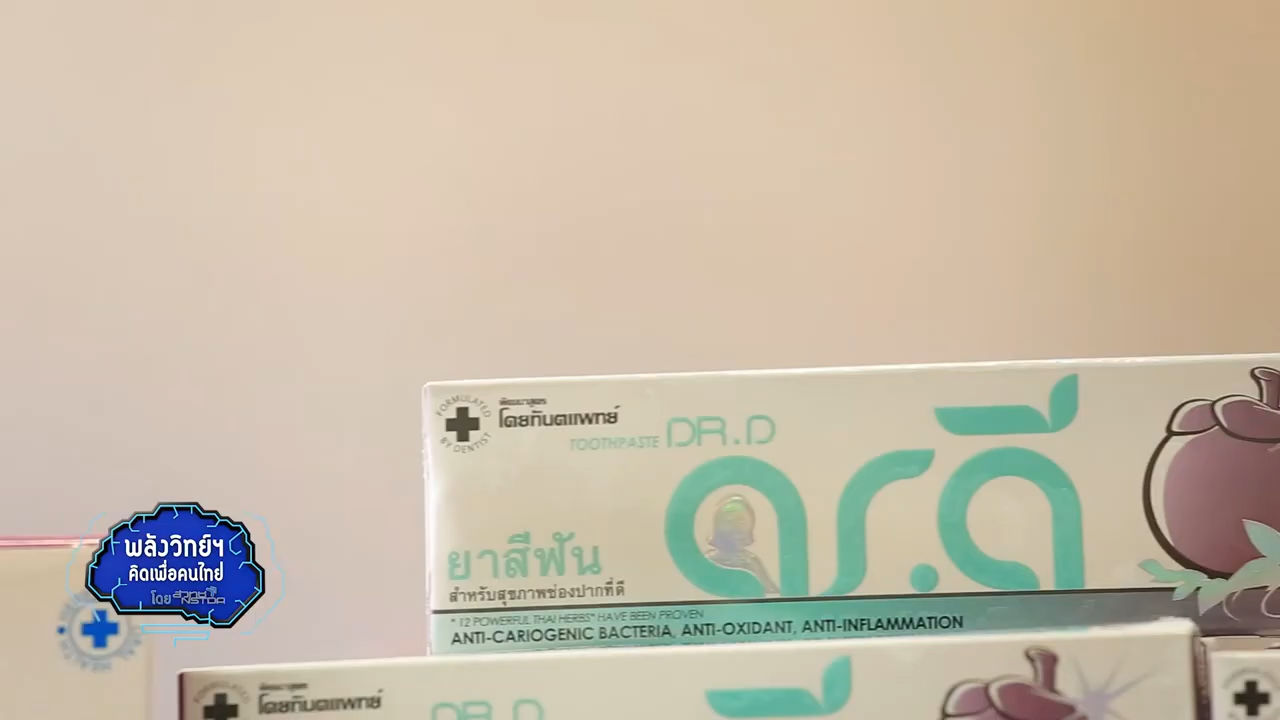 FORMULATED BY DENTIST
พัฒนาสูตร
โดยทันตแพทย์
TOOTHPASTE DR.D
ดร.ดี
ยาสีฟัน
สำหรับสุขภาพช่องปากที่ดี
* 12 POWERFUL THAI HERBS* HAVE BEEN PROVEN
ANTI-CARIOGENIC BACTERIA, ANTI-OXIDANT, ANTI-INFLAMMATION
พลังวิทย์ฯ
คิดเพื่อคนไทย
โดย สวทช NSTDA
พัฒนาสูตร
โดยทันตแพทย์
DR.D